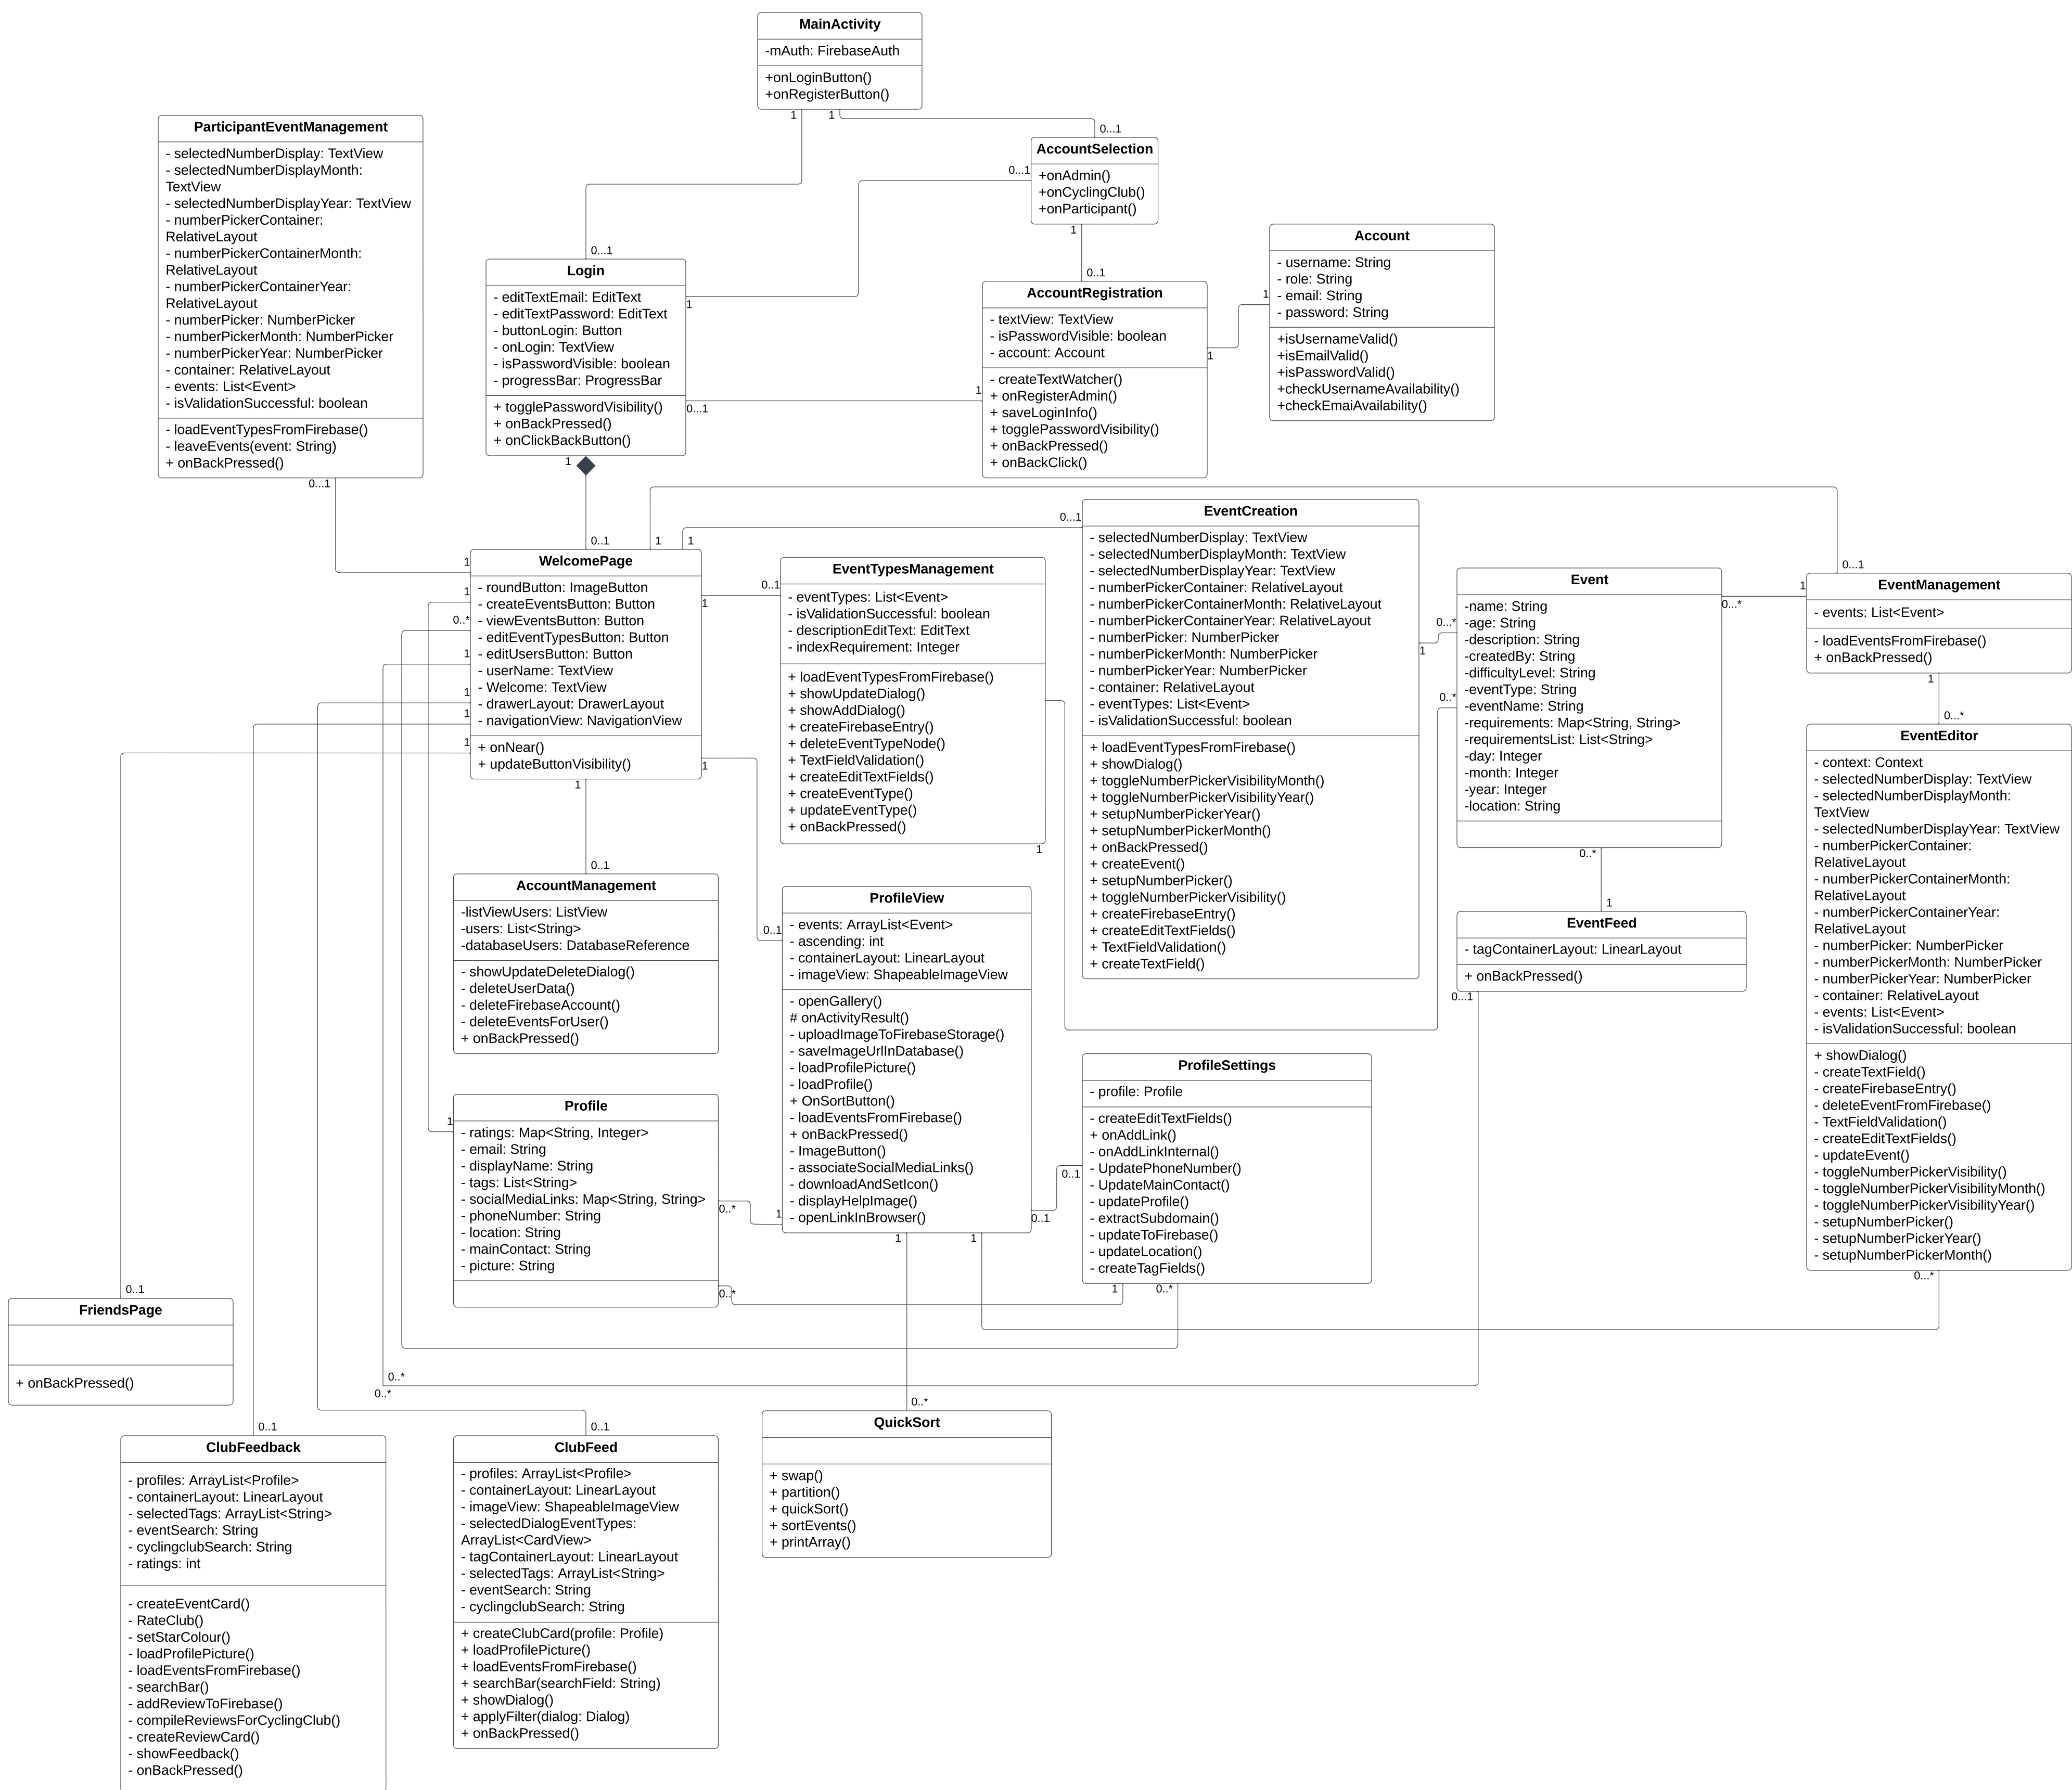 MainActivity
-mAuth: FirebaseAuth
+onLoginButton()
+onRegisterButton()
1
1
0...1
ParticipantEventManagement
- selectedNumberDisplay: TextView
- selectedNumberDisplayMonth:
TextView
- selectedNumberDisplayYear: TextView
- numberPickerContainer:
RelativeLayout
- numberPickerContainerMonth:
RelativeLayout
- numberPickerContainerYear:
RelativeLayout
- numberPicker: NumberPicker
- numberPickerMonth: NumberPicker
- numberPickerYear: NumberPicker
- container: RelativeLayout
- events: List<Event>
- isValidationSuccessful: boolean
- loadEventTypesFromFirebase()
- leaveEvents(event: String)
+ onBackPressed()
0...1
AccountSelection
+onAdmin()
+onCyclingClub()
+onParticipant()
0...1
1
0..1
Account
- username: String
- role: String
- email: String
- password: String
+isUsernameValid()
+isEmailValid()
+isPasswordValid()
+checkUsernameAvailability()
+checkEmaiAvailability()
1
0...1
Login
- editTextEmail: EditText
- editTextPassword: EditText
- buttonLogin: Button
- onLogin: TextView
- isPasswordVisible: boolean
- progressBar: ProgressBar
+ togglePasswordVisibility()
+ onBackPressed()
+ onClickBackButton()
1
0...1
1
AccountRegistration
- textView: TextView
- isPasswordVisible: boolean
- account: Account
- createTextWatcher()
+ onRegisterAdmin()
+ saveLoginInfo()
+ togglePasswordVisibility()
+ onBackPressed()
+ onBackClick()
1
1
0..1
1
1
0...1
WelcomePage
- roundButton: ImageButton
- createEventsButton: Button
- viewEventsButton: Button
- editEventTypesButton: Button
- editUsersButton: Button
- userName: TextView
- Welcome: TextView
- drawerLayout: DrawerLayout
- navigationView: NavigationView
+ onNear()
+ updateButtonVisibility()
1
1
0..*
1
1
1
1
1
1
1
0..1
0..1
EventTypesManagement
- eventTypes: List<Event>
- isValidationSuccessful: boolean
- descriptionEditText: EditText
- indexRequirement: Integer
+ loadEventTypesFromFirebase()
+ showUpdateDialog()
+ showAddDialog()
+ createFirebaseEntry()
+ deleteEventTypeNode()
+ TextFieldValidation()
+ createEditTextFields()
+ createEventType()
+ updateEventType()
+ onBackPressed()
1
EventCreation
- selectedNumberDisplay: TextView
- selectedNumberDisplayMonth: TextView
- selectedNumberDisplayYear: TextView
- numberPickerContainer: RelativeLayout
- numberPickerContainerMonth: RelativeLayout
- numberPickerContainerYear: RelativeLayout
- numberPicker: NumberPicker
- numberPickerMonth: NumberPicker
- numberPickerYear: NumberPicker
- container: RelativeLayout
- eventTypes: List<Event>
- isValidationSuccessful: boolean
+ loadEventTypesFromFirebase()
+ showDialog()
+ toggleNumberPickerVisibilityMonth()
+ toggleNumberPickerVisibilityYear()
+ setupNumberPickerYear()
+ setupNumberPickerMonth()
+ onBackPressed()
+ createEvent()
+ setupNumberPicker()
+ toggleNumberPickerVisibility()
+ createFirebaseEntry()
+ createEditTextFields()
+ TextFieldValidation()
+ createTextField()
1
0...*
0..*
Event
-name: String
-age: String
-description: String
-createdBy: String
-difficultyLevel: String
-eventType: String
-eventName: String
-requirements: Map<String, String>
-requirementsList: List<String>
-day: Integer
-month: Integer
-year: Integer
-location: String
0...*
0..*
1
1
0...1
EventManagement
- events: List<Event>
- loadEventsFromFirebase()
+ onBackPressed()
1
0...*
EventEditor
- context: Context
- selectedNumberDisplay: TextView
- selectedNumberDisplayMonth:
TextView
- selectedNumberDisplayYear: TextView
- numberPickerContainer:
RelativeLayout
- numberPickerContainerMonth:
RelativeLayout
- numberPickerContainerYear:
RelativeLayout
- numberPicker: NumberPicker
- numberPickerMonth: NumberPicker
- numberPickerYear: NumberPicker
- container: RelativeLayout
- events: List<Event>
- isValidationSuccessful: boolean
+ showDialog()
- createTextField()
- createFirebaseEntry()
- deleteEventFromFirebase()
- TextFieldValidation()
- createEditTextFields()
- updateEvent()
- toggleNumberPickerVisibility()
- toggleNumberPickerVisibilityMonth()
- toggleNumberPickerVisibilityYear()
- setupNumberPicker()
- setupNumberPickerYear()
- setupNumberPickerMonth()
0...*
EventFeed
- tagContainerLayout: LinearLayout
+ onBackPressed()
0...1
AccountManagement
-listViewUsers: ListView
-users: List<String>
-databaseUsers: DatabaseReference
- showUpdateDeleteDialog()
- deleteUserData()
- deleteFirebaseAccount()
- deleteEventsForUser()
+ onBackPressed()
0..1
ProfileView
- events: ArrayList<Event>
- ascending: int
- containerLayout: LinearLayout
- imageView: ShapeableImageView
- openGallery()
# onActivityResult()
- uploadImageToFirebaseStorage()
- saveImageUrlInDatabase()
- loadProfilePicture()
- loadProfile()
+ OnSortButton()
- loadEventsFromFirebase()
+ onBackPressed()
- ImageButton()
- associateSocialMediaLinks()
- downloadAndSetIcon()
- displayHelpImage()
- openLinkInBrowser()
1
0..1
1
1
ProfileSettings
- profile: Profile
- createEditTextFields()
+ onAddLink()
- onAddLinkInternal()
- UpdatePhoneNumber()
- UpdateMainContact()
- updateProfile()
- extractSubdomain()
- updateToFirebase()
- updateLocation()
- createTagFields()
0..1
1
0..*
1
Profile
- ratings: Map<String, Integer>
- email: String
- displayName: String
- tags: List<String>
- socialMediaLinks: Map<String, String>
- phoneNumber: String
- location: String
- mainContact: String
- picture: String
0..*
0..*
0..1
FriendsPage
+ onBackPressed()
0..*
0..*
0..1
ClubFeedback
- profiles: ArrayList<Profile>
- containerLayout: LinearLayout
- selectedTags: ArrayList<String>
- eventSearch: String
- cyclingclubSearch: String
- ratings: int
- createEventCard()
- RateClub()
- setStarColour()
- loadProfilePicture()
- loadEventsFromFirebase()
- searchBar()
- addReviewToFirebase()
- compileReviewsForCyclingClub()
- createReviewCard()
- showFeedback()
- onBackPressed()
0..1
ClubFeed
- profiles: ArrayList<Profile>
- containerLayout: LinearLayout
- imageView: ShapeableImageView
- selectedDialogEventTypes:
ArrayList<CardView>
- tagContainerLayout: LinearLayout
- selectedTags: ArrayList<String>
- eventSearch: String
- cyclingclubSearch: String
+ createClubCard(profile: Profile)
+ loadProfilePicture()
+ loadEventsFromFirebase()
+ searchBar(searchField: String)
+ showDialog()
+ applyFilter(dialog: Dialog)
+ onBackPressed()
0..*
QuickSort
+ swap()
+ partition()
+ quickSort()
+ sortEvents()
+ printArray()